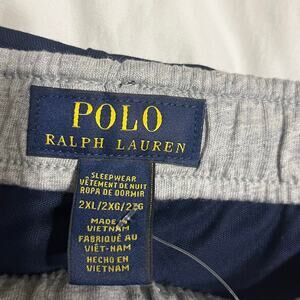 POLO
RALPH LAUREN
SLEEPWEAR
VÊTEMENT DE NUIT
ROPA DE DORMIR
2XL/2XG/2EG
MADE IN
VIETNAM
FABRIQUÉ AU
VIÊT-NAM
HECHO EN
VIETNAM